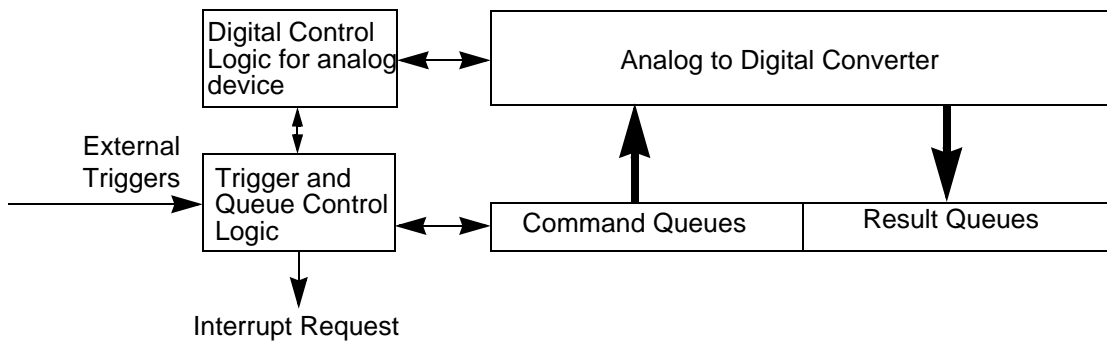 Digital Control
Logic for analog
device
Analog to Digital Converter
External
Triggers
Trigger and
Queue Control
Logic
Command Queues
Result Queues
Interrupt Request